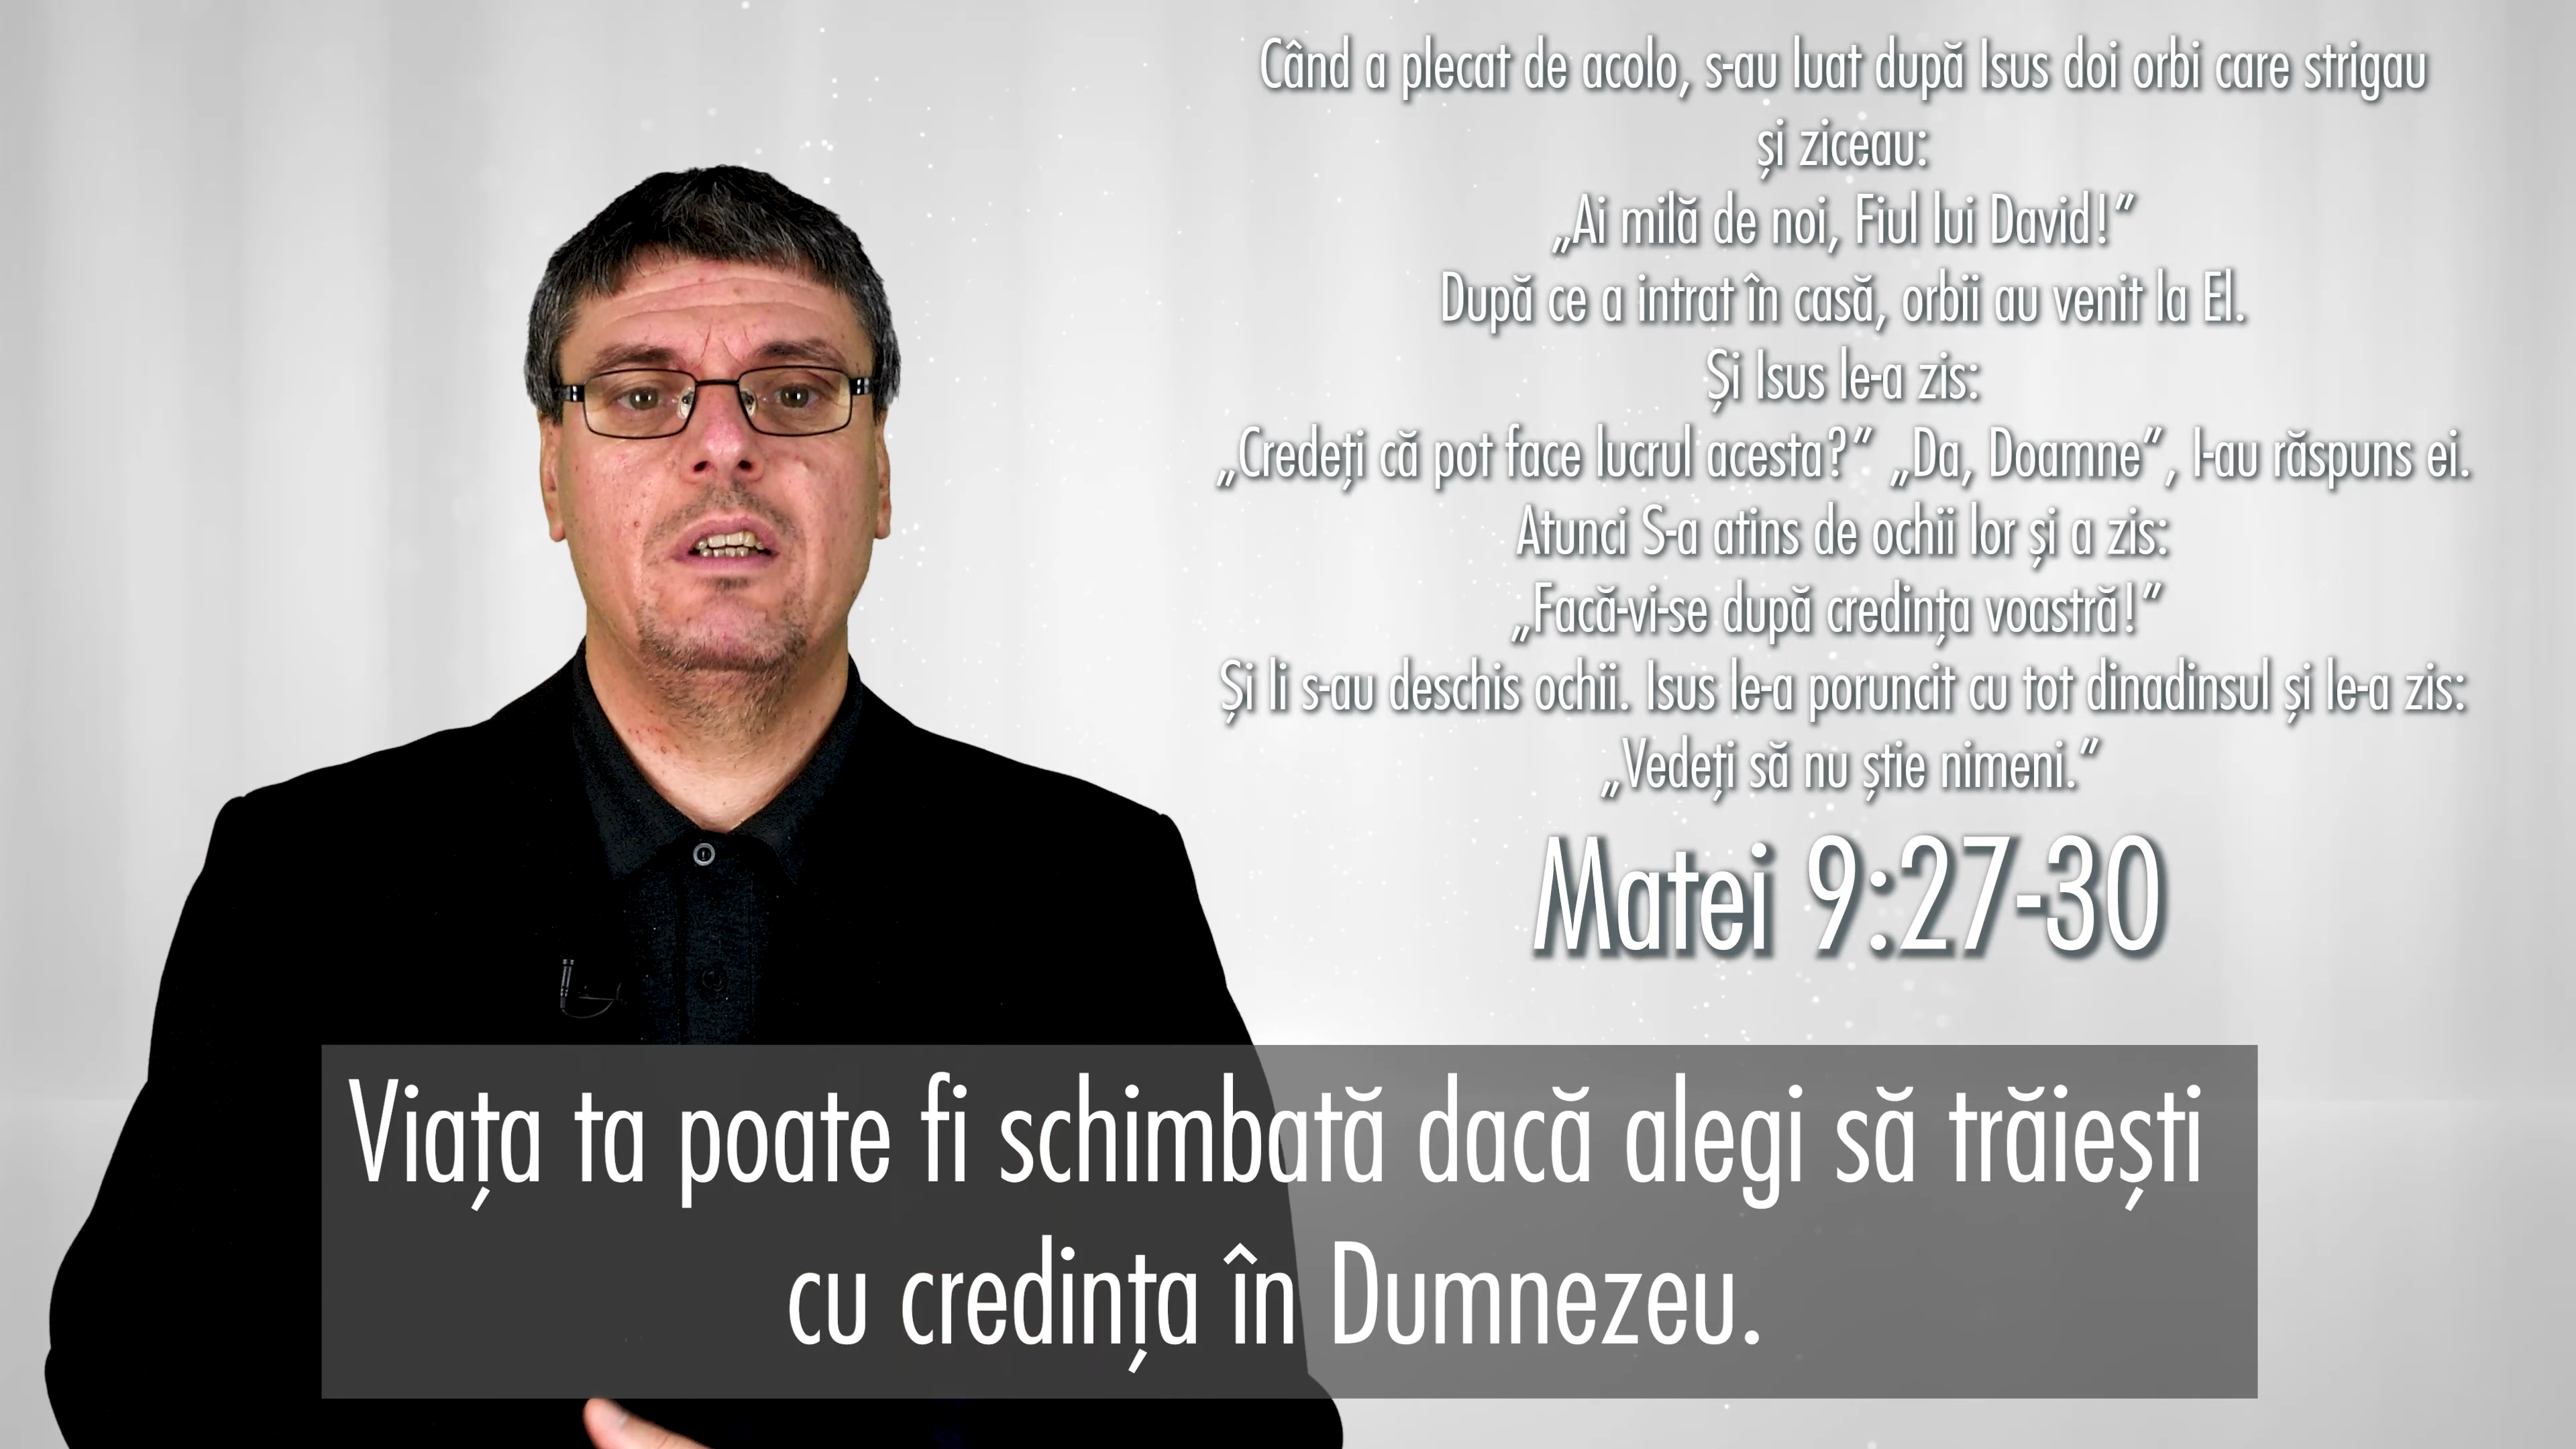 Când a plecat de acolo, s-au luat după Isus doi orbi care strigau
și ziceau:
„Ai milă de noi, Fiul lui David!”
După ce a intrat în casă, orbii au venit la El.
Și Isus le-a zis:
„Credeți că pot face lucrul acesta?” „Da, Doamne”, I-au răspuns ei.
Atunci S-a atins de ochii lor și a zis:
„Facă-vi-se după credința voastră!”
Și li s-au deschis ochii. Isus le-a poruncit cu tot dinadinsul și le-a zis:
„Vedeți să nu știe nimeni.”
Matei 9:27-30
Viața ta poate fi schimbată dacă alegi să trăiești
cu credința în Dumnezeu.